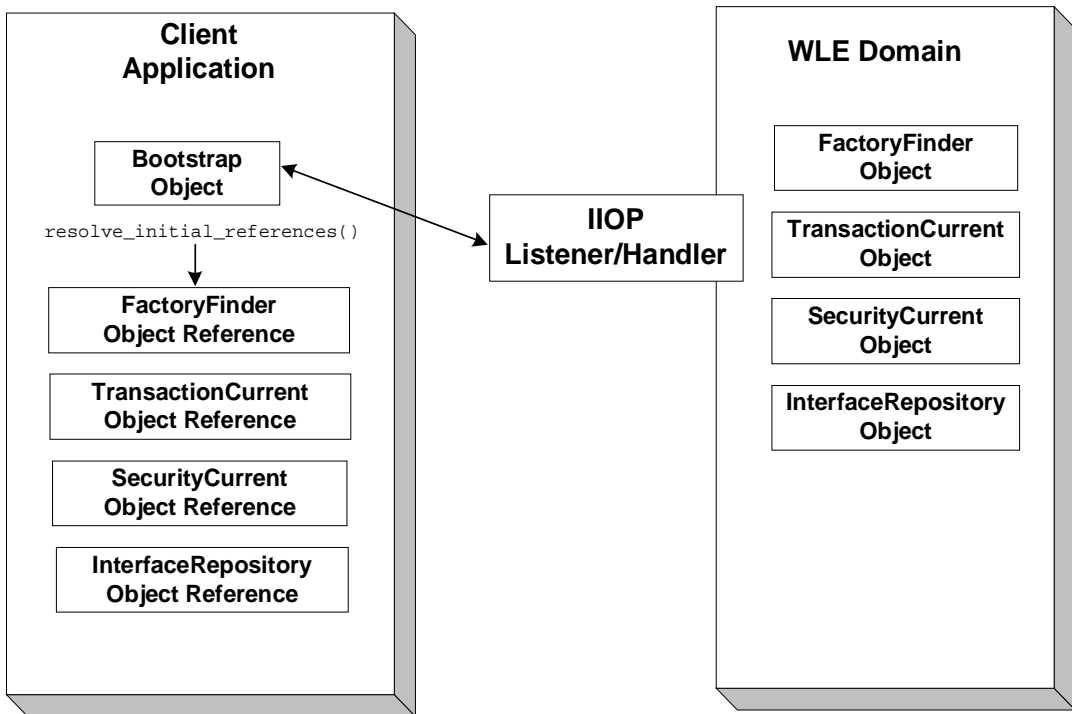 Client
Application
Bootstrap
Object
resolve_initial_references()
FactoryFinder
Object Reference
TransactionCurrent
Object Reference
SecurityCurrent
Object Reference
InterfaceRepository
Object Reference
IIOP
Listener/Handler
WLE Domain
FactoryFinder
Object
TransactionCurrent
Object
SecurityCurrent
Object
InterfaceRepository
Object